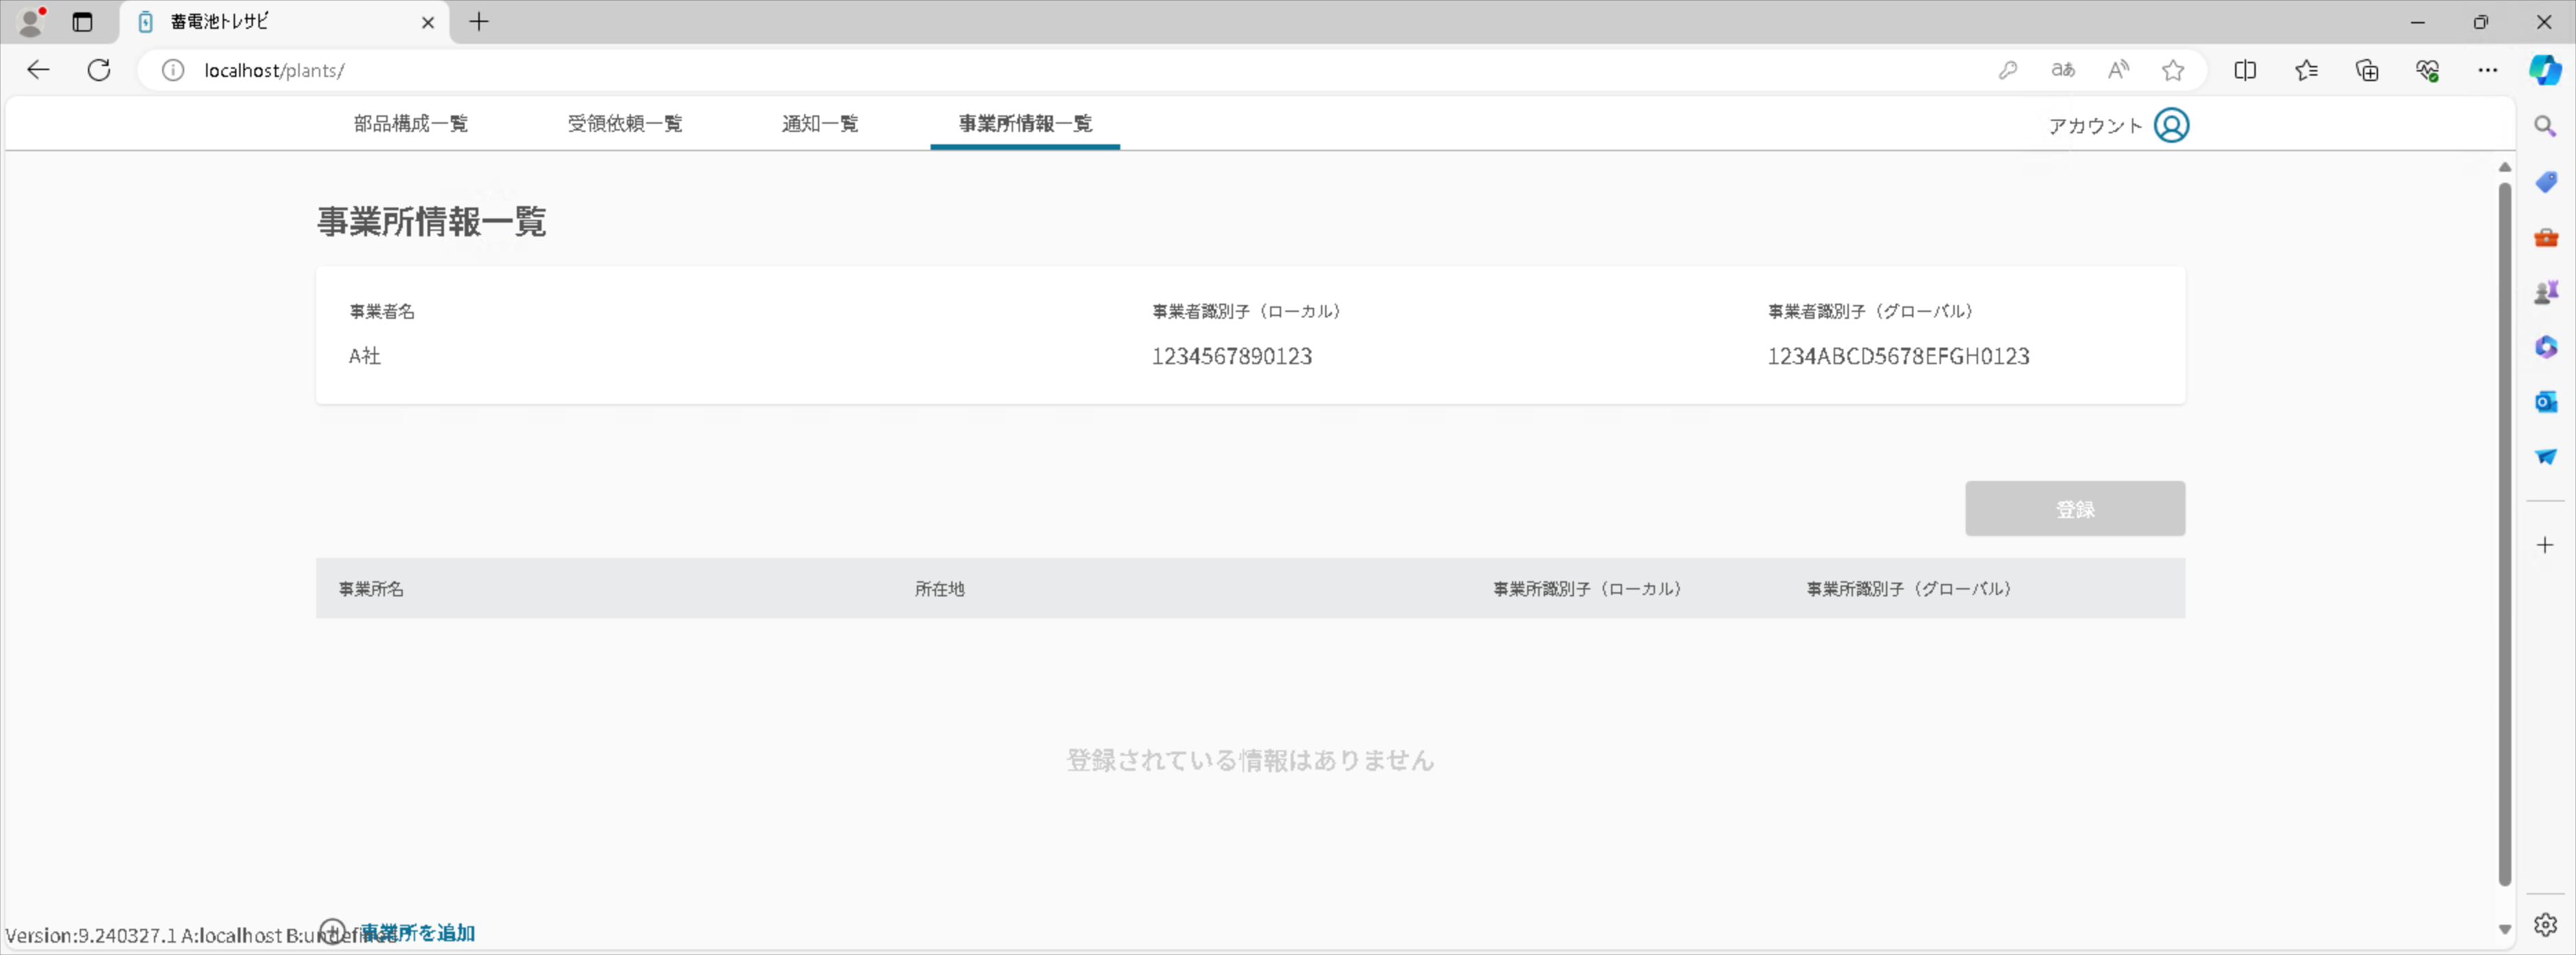 蓄電池トレサビ
localhost/plants/
aあ
部品構成一覧 受領依頼一覧 通知一覧 事業所情報一覧 アカウント
事業所情報一覧
事業者名 事業者識別子（ローカル） 事業者識別子（グローバル）
A社 1234567890123 1234ABCD5678EFGH0123
登録
事業所名 所在地 事業所識別子（ローカル） 事業所識別子（グローバル）
登録されている情報はありません
事業所を追加
Version:9.240327.1 A:localhost B:undefined